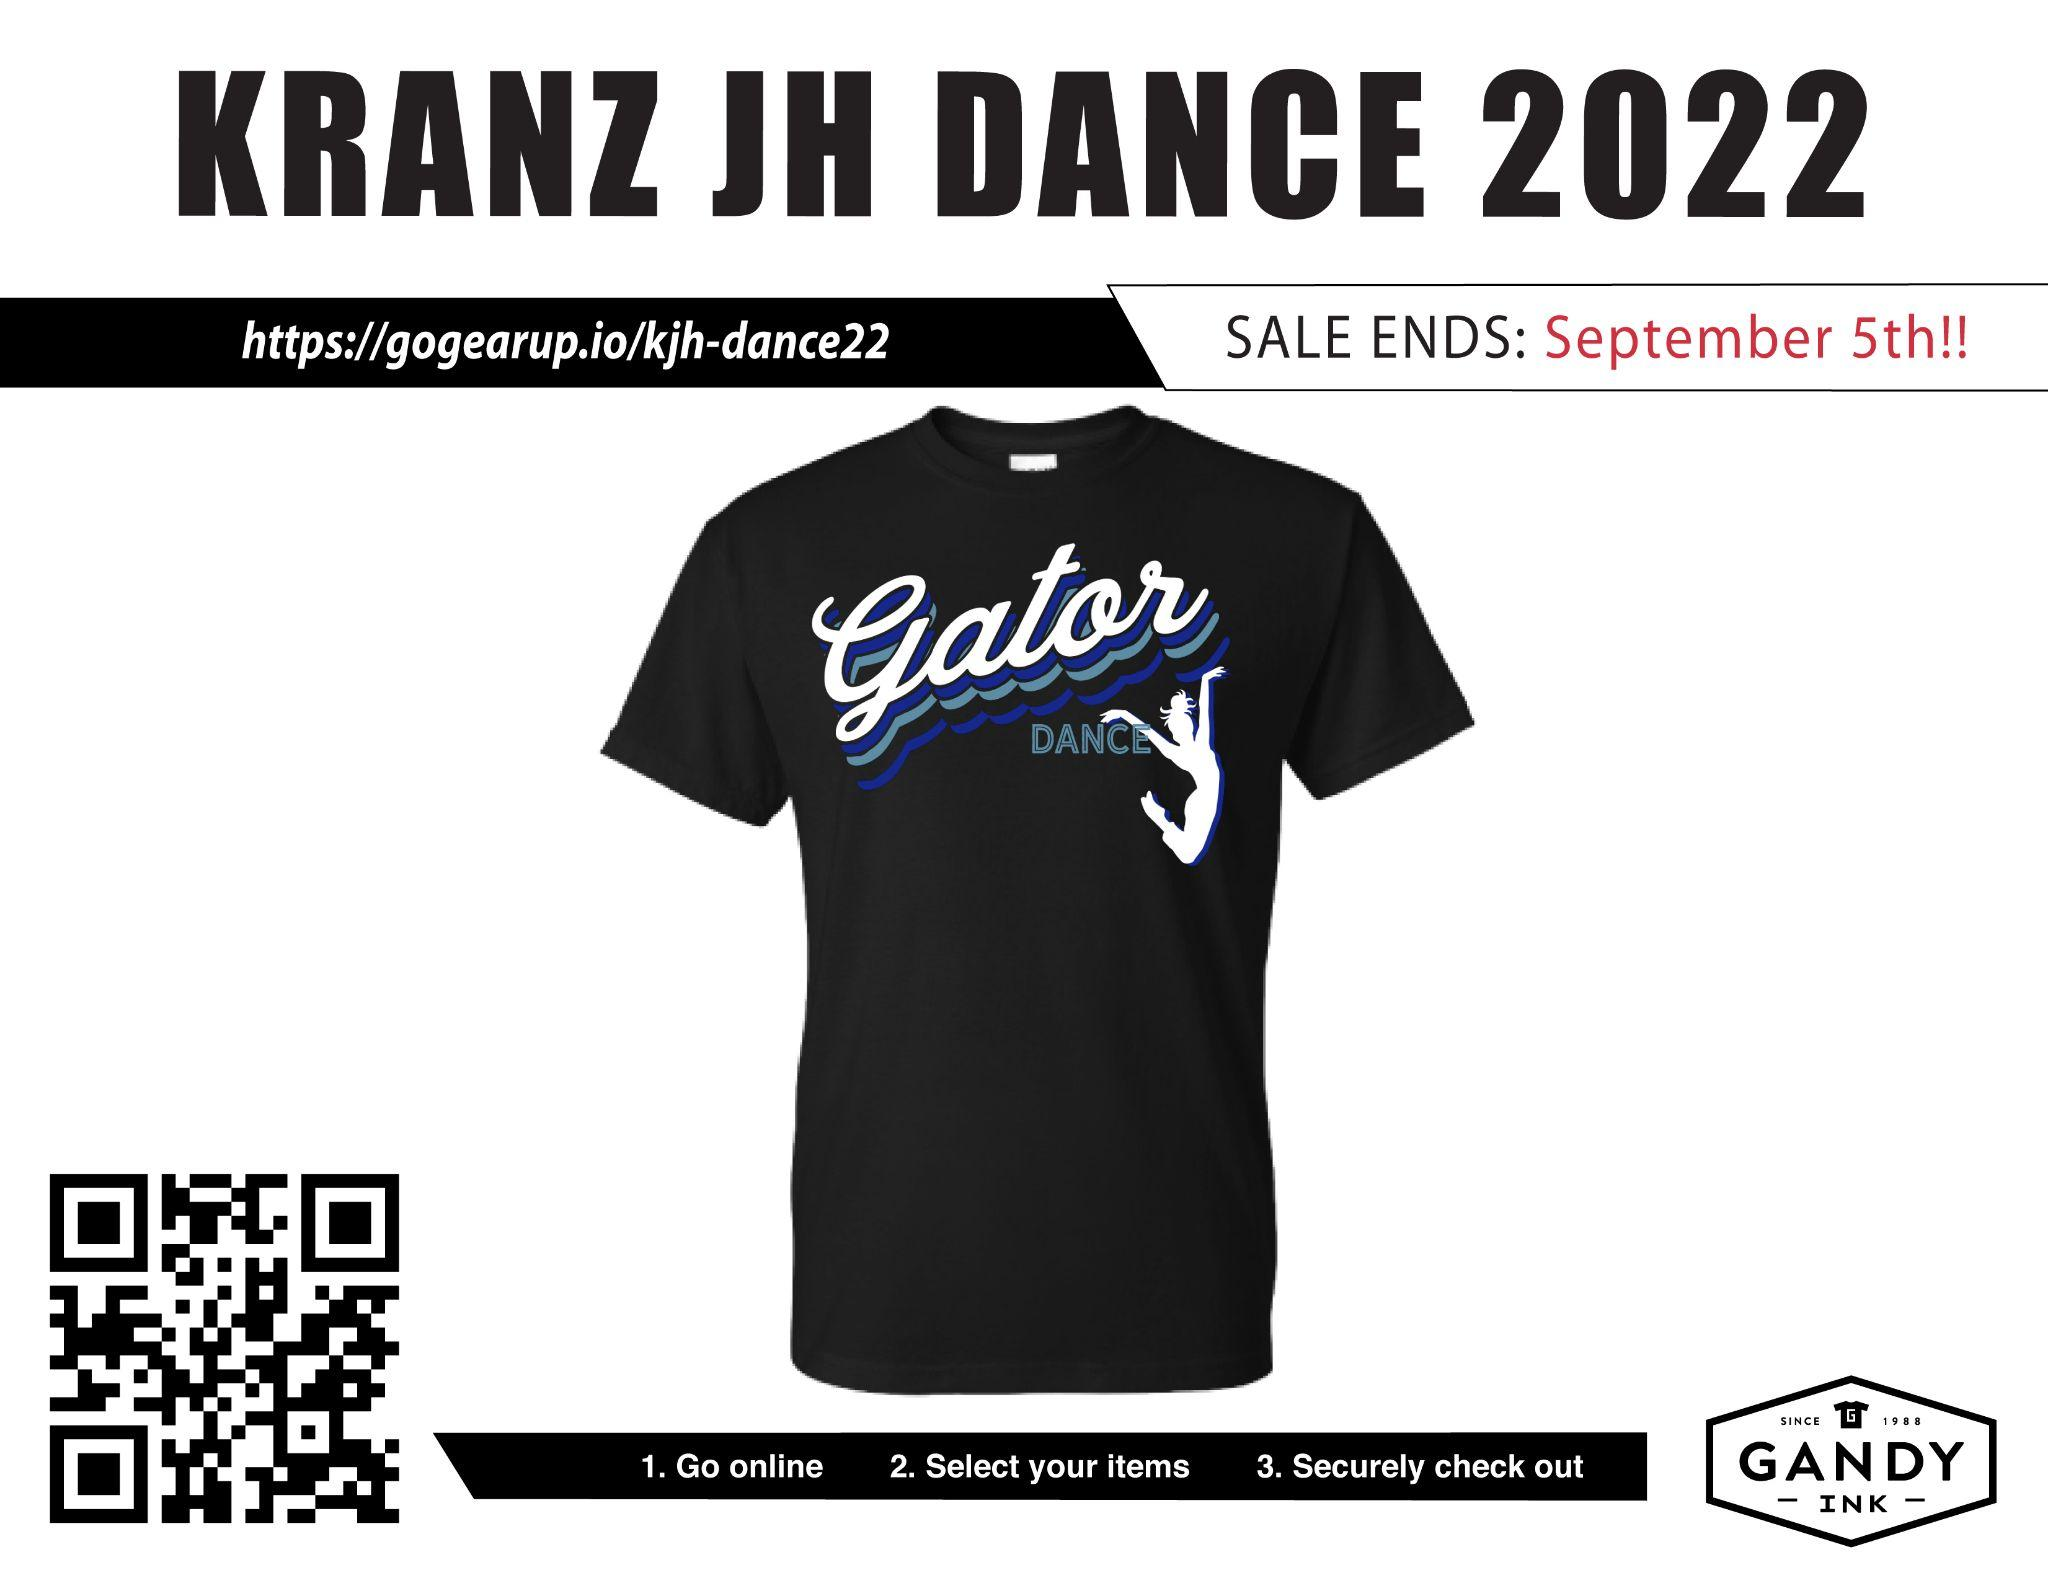 KRANZ JH DANCE 2022
https://gogearup.io/kjh-dance22
SALE ENDS: September 5th!!
Gator
DANCE
1. Go online 2. Select your items 3. Securely check out
SINCE G 1988
GANDY
- INK -